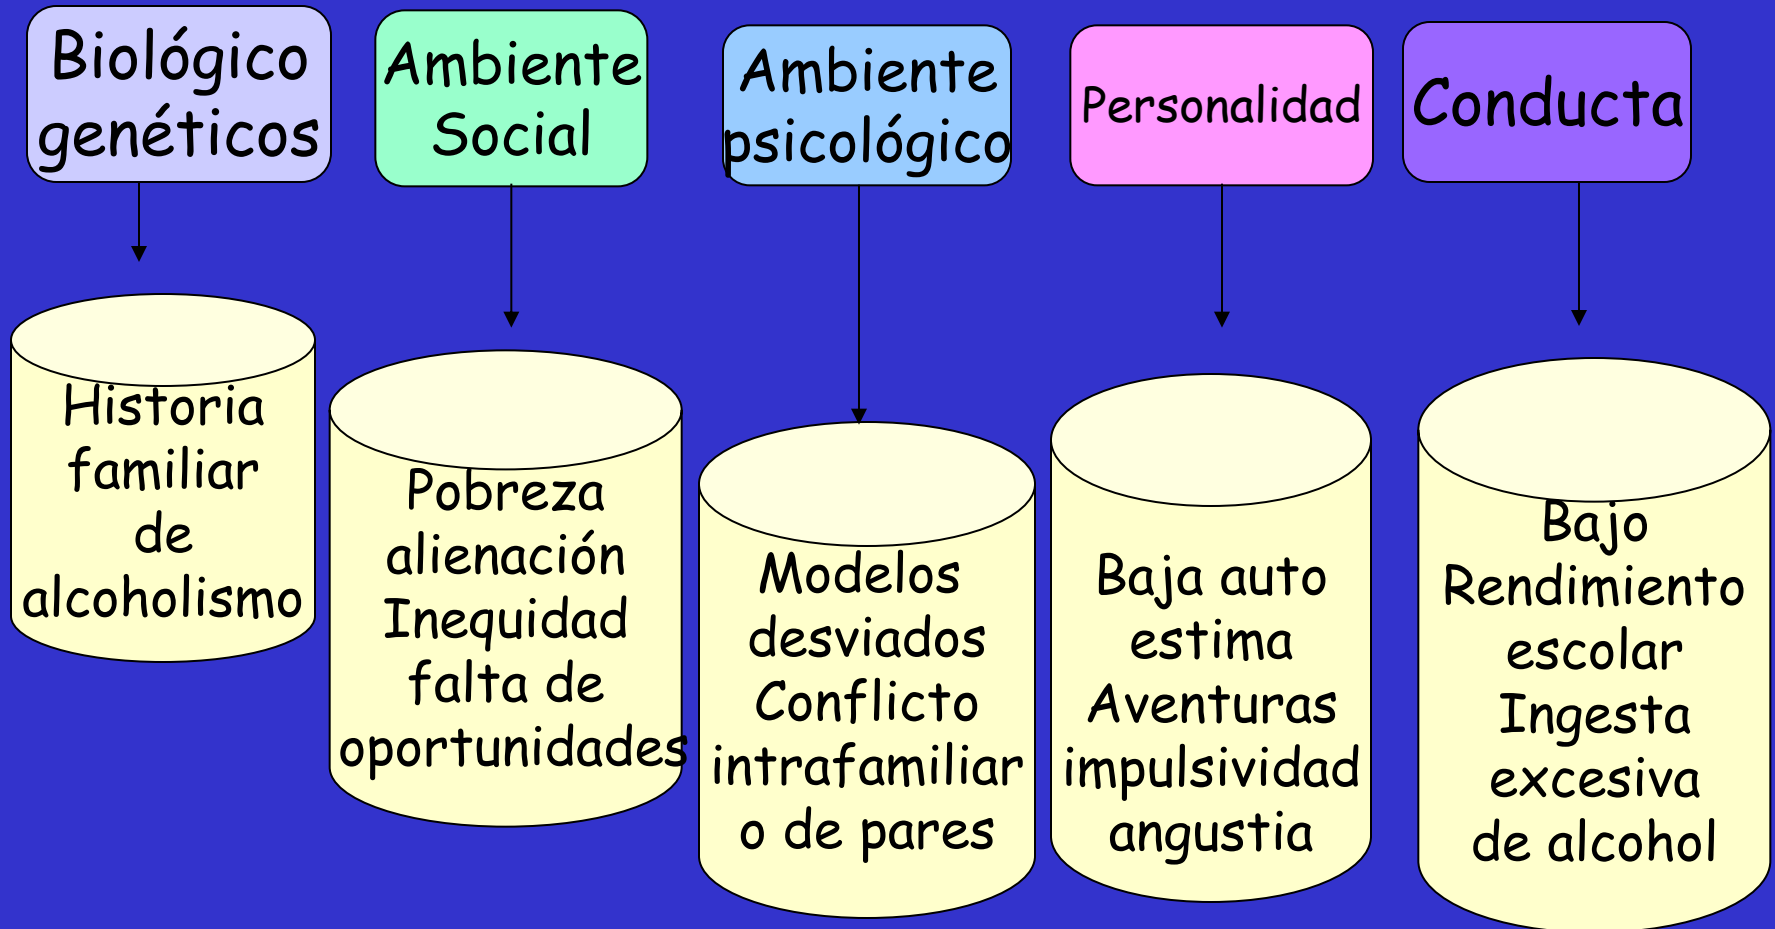 Biológico
genéticos
Ambiente
Social
Ambiente
psicológico
Personalidad
Conducta
Historia
familiar
de
alcoholismo
Pobreza
alienación
Inequidad
falta de
oportunidades
Modelos
desviados
Conflicto
intrafamiliar
o de pares
Baja auto
estima
Aventuras
impulsividad
angustia
Bajo
Rendimiento
escolar
Ingesta
excesiva
de alcohol